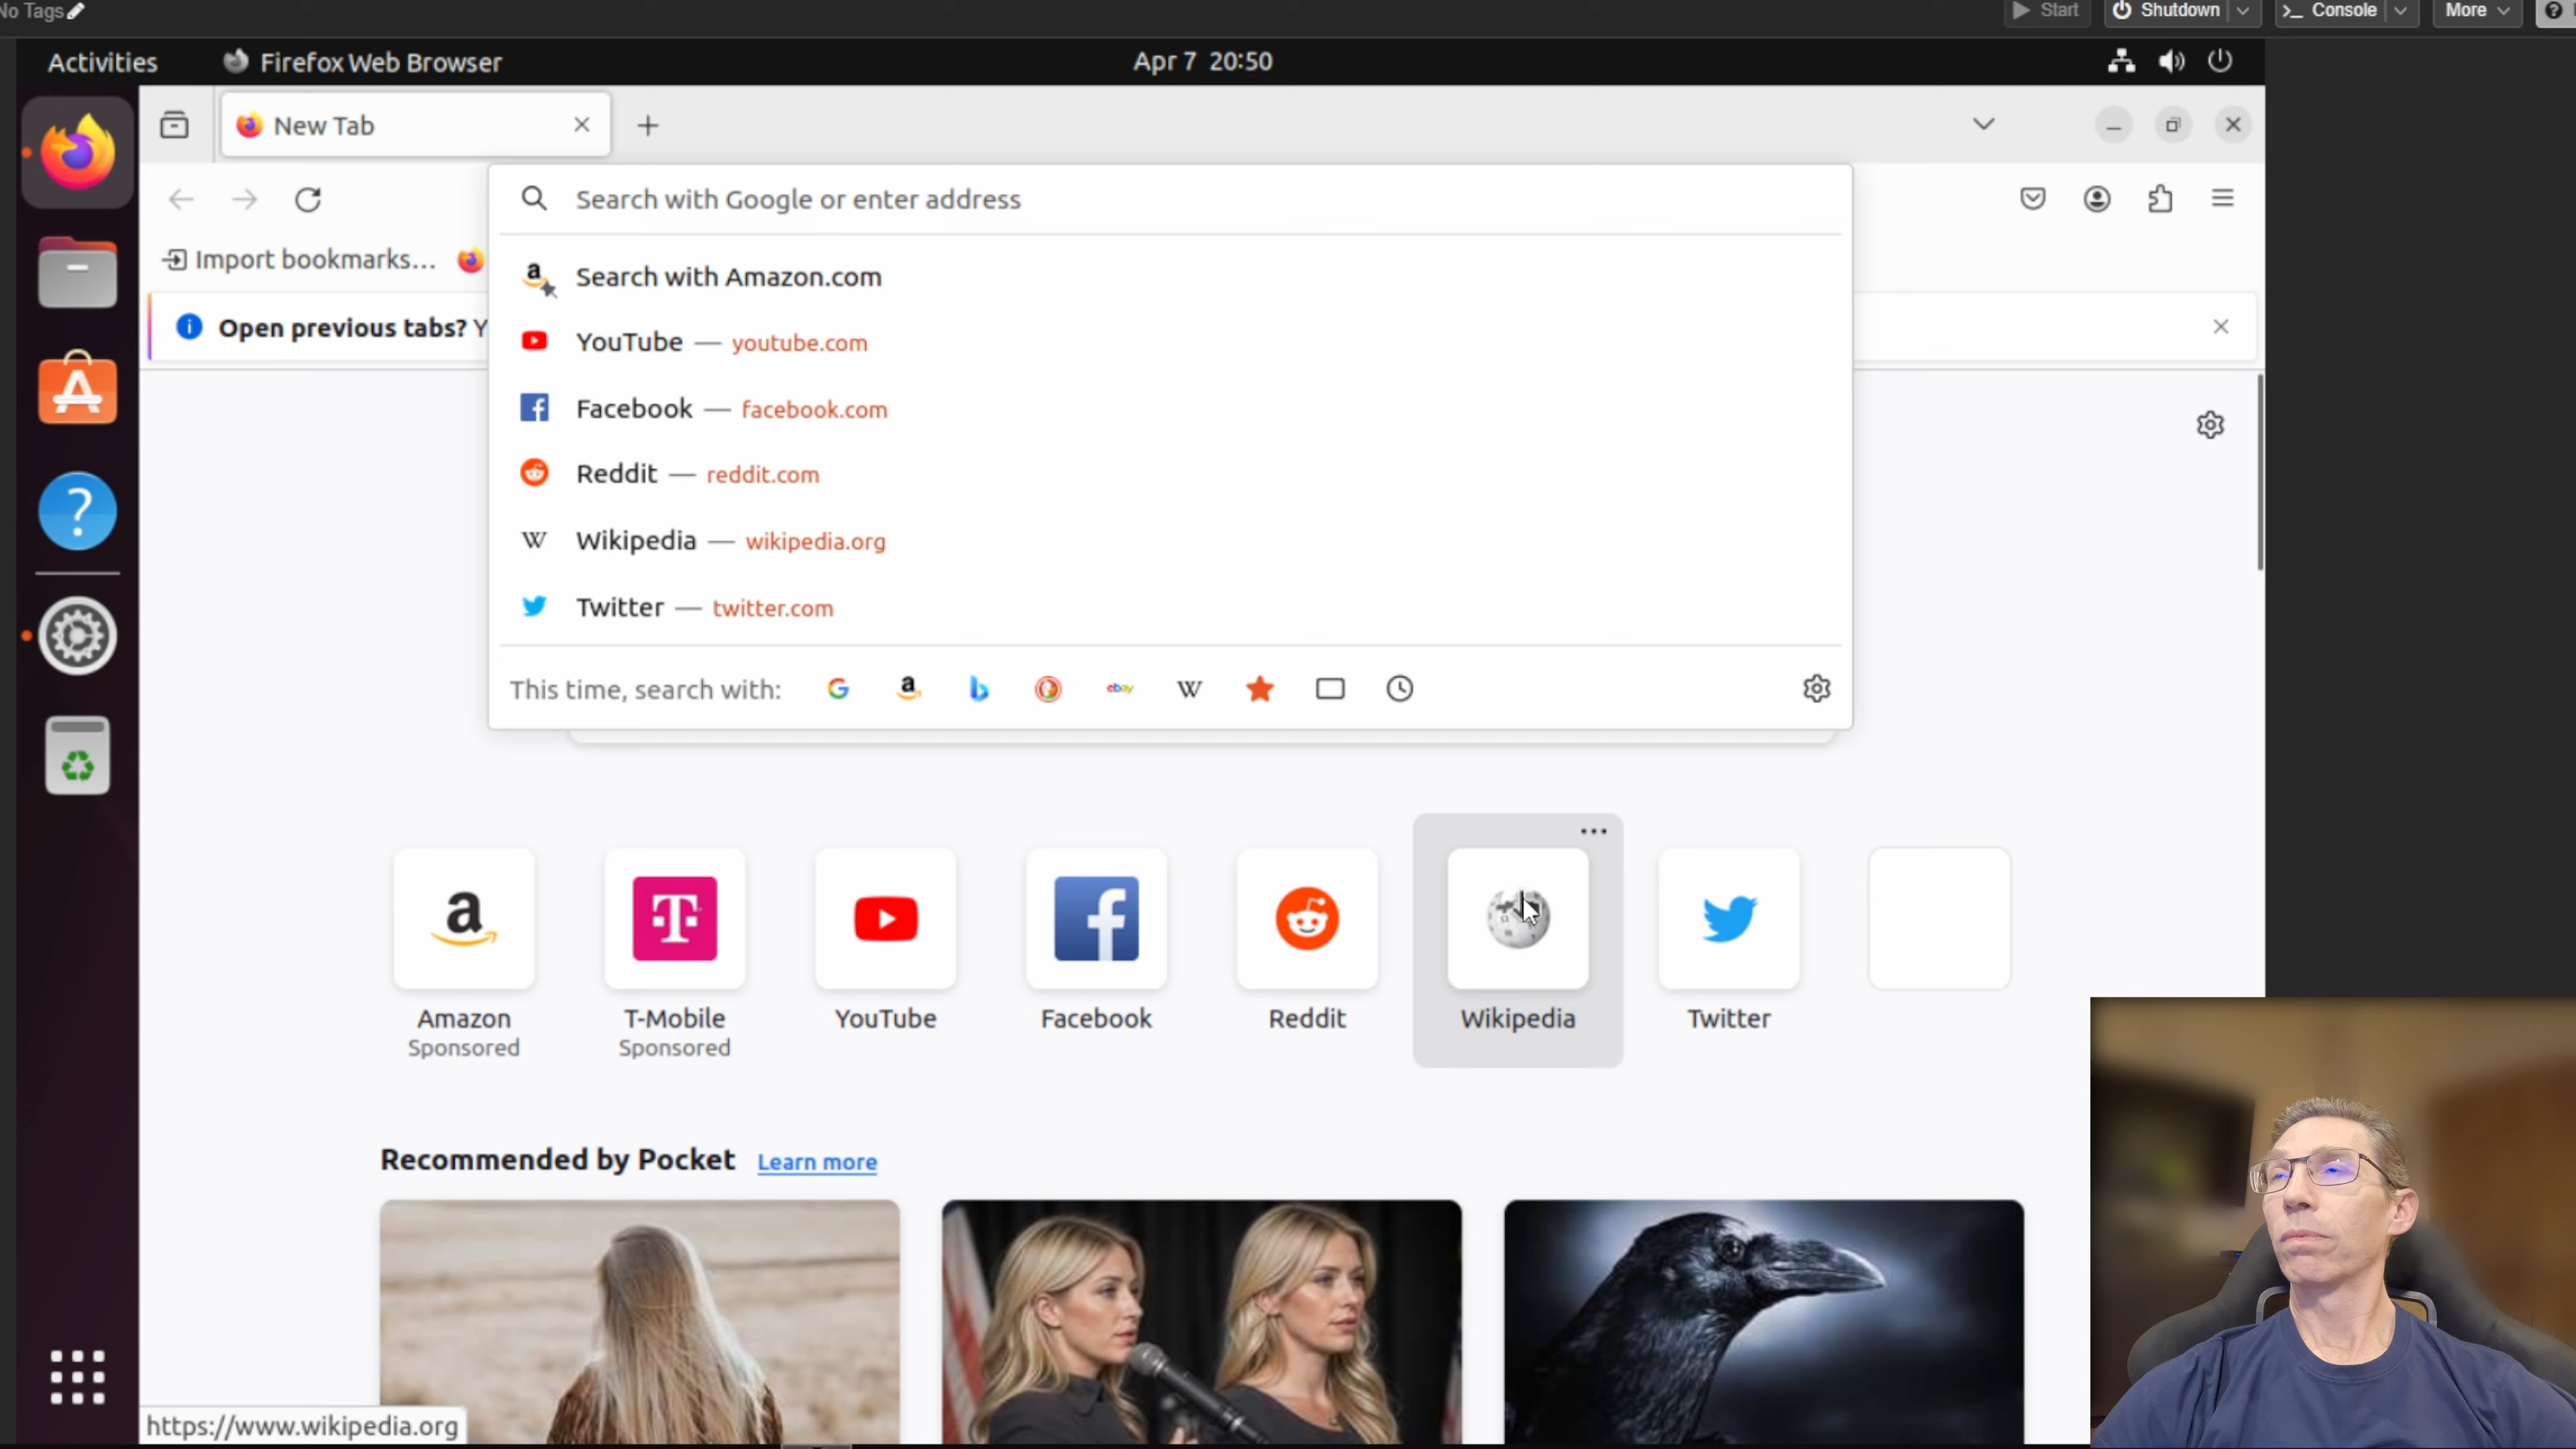 No Tags
Start
Shutdown
Console
More
Activities
Firefox Web Browser
Apr 7 20:50
New Tab
Search with Google or enter address
Import bookmarks...
Search with Amazon.com
Open previous tabs? Y
YouTube — youtube.com
Facebook — facebook.com
Reddit — reddit.com
Wikipedia — wikipedia.org
Twitter — twitter.com
This time, search with:
ebay
Amazon
Sponsored
T-Mobile
Sponsored
YouTube
Facebook
Reddit
Wikipedia
Twitter
Recommended by Pocket Learn more
https://www.wikipedia.org